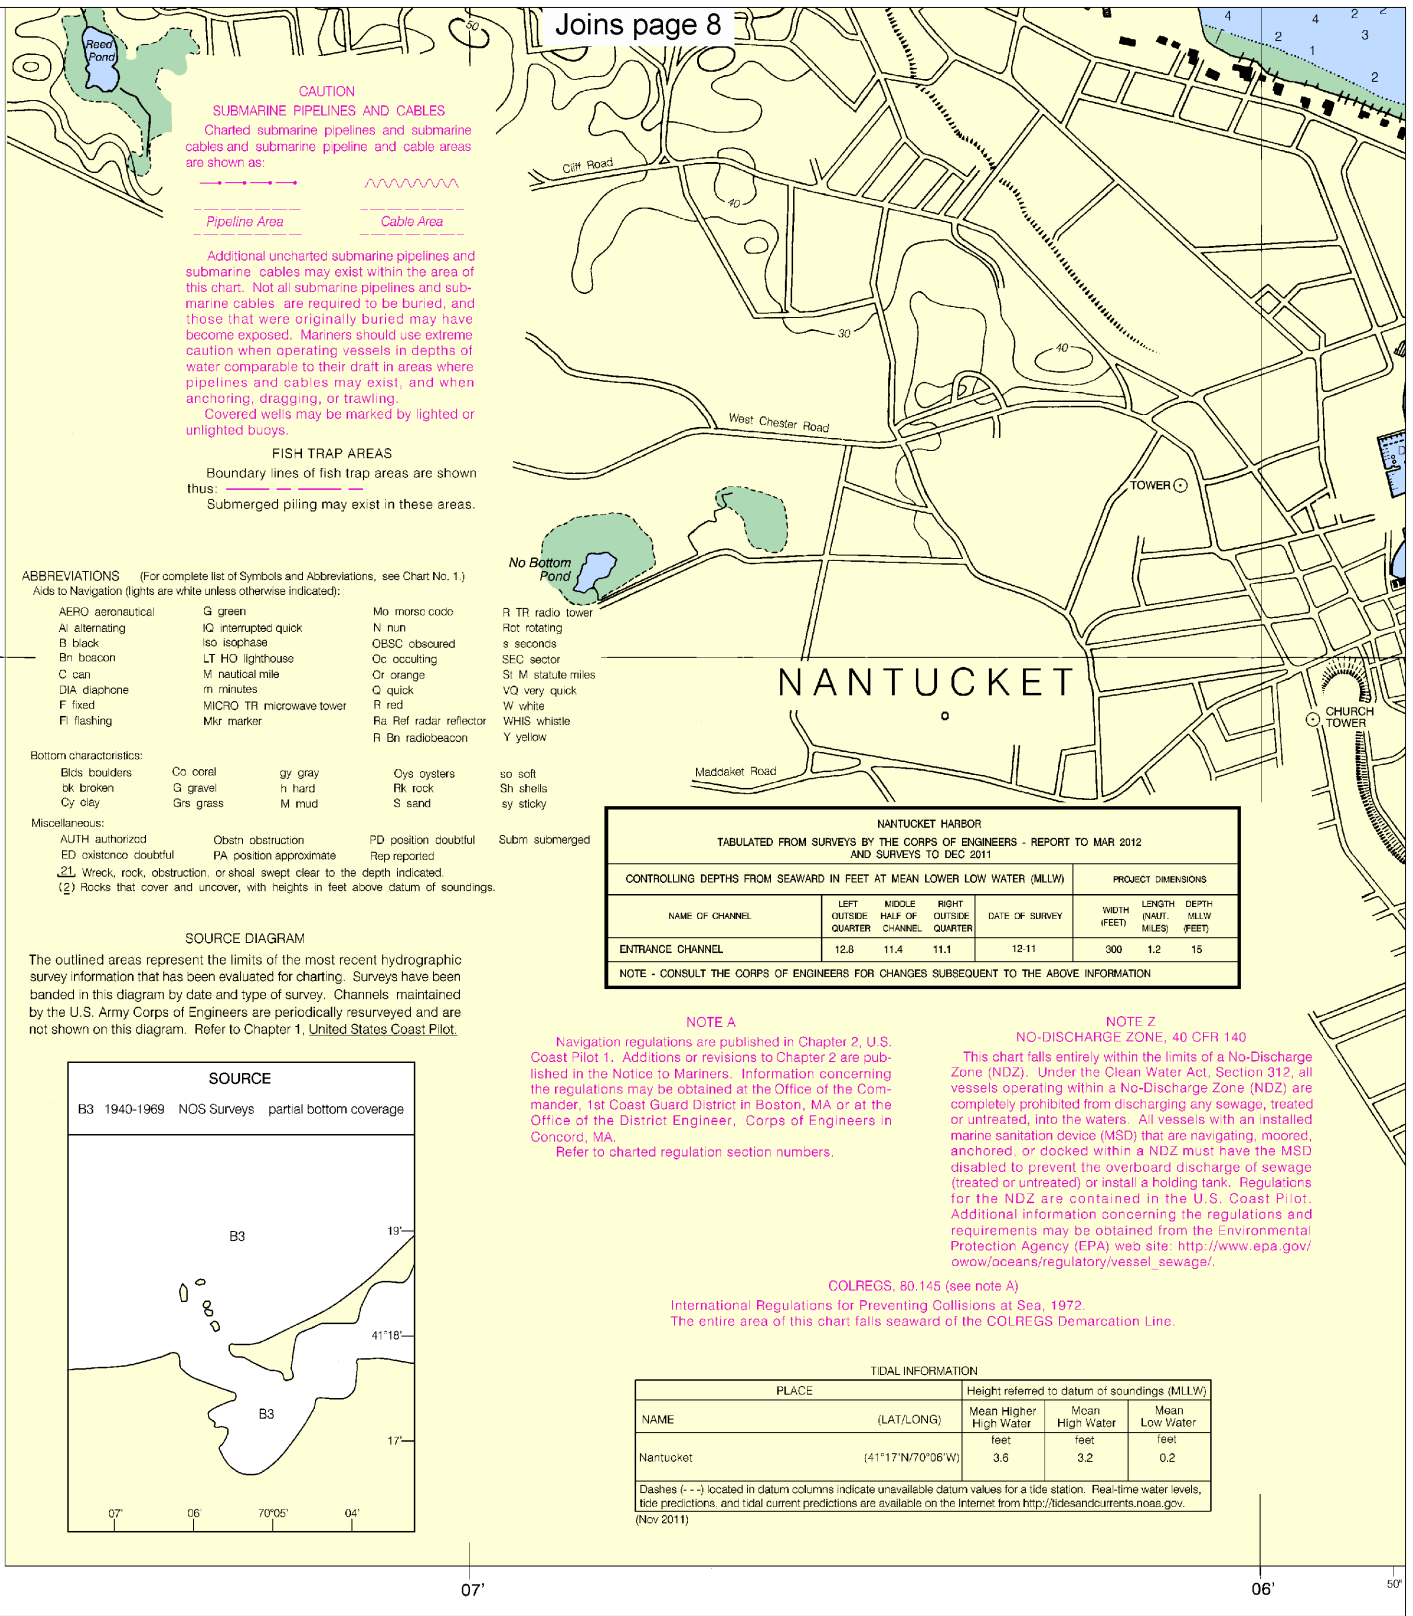 Joins page 8
Reed
Pond
50
4
4
2
2
2
1
3
2
CAUTION
SUBMARINE PIPELINES AND CABLES
Charted submarine pipelines and submarine
cables and submarine pipeline and cable areas
are shown as:
Pipeline Area
Cable Area
Additional uncharted submarine pipelines and
submarine cables may exist within the area of
this chart. Not all submarine pipelines and sub-
marine cables are required to be buried, and
those that were originally buried may have
become exposed. Mariners should use extreme
caution when operating vessels in depths of
water comparable to their draft in areas where
pipelines and cables may exist, and when
anchoring, dragging, or trawling.
Covered wells may be marked by lighted or
unlighted buoys.
FISH TRAP AREAS
Boundary lines of fish trap areas are shown
thus:
Submerged piling may exist in these areas.
Cliff Road
40
30
40
West Chester Road
TOWER
No Bottom
Pond
NANTUCKET
CHURCH
TOWER
Maddaket Road
ABBREVIATIONS (For complete list of Symbols and Abbreviations, see Chart No. 1.)
Aids to Navigation (lights are white unless otherwise indicated):
AERO aeronautical G green Mo morse code R TR radio tower
Al alternating IQ interrupted quick N nun Rot rotating
B black Iso isophase OBSC obscured s seconds
Bn beacon LT HO lighthouse Oc occulting SEC sector
C can M nautical mile Or orange St M statute miles
DIA diaphone m minutes Q quick VQ very quick
F fixed MICRO TR microwave tower R red W white
Fl flashing Mkr marker Ra Ref radar reflector WHIS whistle
R Bn radiobeacon Y yellow
Bottom characteristics:
Blds boulders Co coral gy gray Oys oysters so soft
bk broken G gravel h hard Rk rock Sh shells
Cy clay Grs grass M mud S sand sy sticky
Miscellaneous:
AUTH authorized Obstn obstruction PD position doubtful Subm submerged
ED existence doubtful PA position approximate Rep reported
21 Wreck, rock, obstruction, or shoal swept clear to the depth indicated.
(2) Rocks that cover and uncover, with heights in feet above datum of soundings.
NANTUCKET HARBOR
TABULATED FROM SURVEYS BY THE CORPS OF ENGINEERS - REPORT TO MAR 2012
AND SURVEYS TO DEC 2011
CONTROLLING DEPTHS FROM SEAWARD IN FEET AT MEAN LOWER LOW WATER (MLLW) PROJECT DIMENSIONS
NAME OF CHANNEL
LEFT
OUTSIDE
QUARTER
MIDDLE
HALF OF
CHANNEL
RIGHT
OUTSIDE
QUARTER
DATE OF SURVEY
WIDTH
(FEET)
LENGTH
(NAUT.
MILES)
DEPTH
MLLW
(FEET)
ENTRANCE CHANNEL 12.8 11.4 11.1 12-11 300 1.2 15
NOTE - CONSULT THE CORPS OF ENGINEERS FOR CHANGES SUBSEQUENT TO THE ABOVE INFORMATION
SOURCE DIAGRAM
The outlined areas represent the limits of the most recent hydrographic
survey information that has been evaluated for charting. Surveys have been
banded in this diagram by date and type of survey. Channels maintained
by the U.S. Army Corps of Engineers are periodically resurveyed and are
not shown on this diagram. Refer to Chapter 1, United States Coast Pilot.
SOURCE
B3 1940-1969 NOS Surveys partial bottom coverage
B3
19'
41°18'
B3
17'
07' 06' 70°05' 04'
NOTE A
Navigation regulations are published in Chapter 2, U.S.
Coast Pilot 1. Additions or revisions to Chapter 2 are pub-
lished in the Notice to Mariners. Information concerning
the regulations may be obtained at the Office of the Com-
mander, 1st Coast Guard District in Boston, MA or at the
Office of the District Engineer, Corps of Engineers in
Concord, MA.
Refer to charted regulation section numbers.
NOTE Z
NO-DISCHARGE ZONE, 40 CFR 140
This chart falls entirely within the limits of a No-Discharge
Zone (NDZ). Under the Clean Water Act, Section 312, all
vessels operating within a No-Discharge Zone (NDZ) are
completely prohibited from discharging any sewage, treated
or untreated, into the waters. All vessels with an installed
marine sanitation device (MSD) that are navigating, moored,
anchored, or docked within a NDZ must have the MSD
disabled to prevent the overboard discharge of sewage
(treated or untreated) or install a holding tank. Regulations
for the NDZ are contained in the U.S. Coast Pilot.
Additional information concerning the regulations and
requirements may be obtained from the Environmental
Protection Agency (EPA) web site: http://www.epa.gov/
owow/oceans/regulatory/vessel_sewage/.
COLREGS, 80.145 (see note A)
International Regulations for Preventing Collisions at Sea, 1972.
The entire area of this chart falls seaward of the COLREGS Demarcation Line.
TIDAL INFORMATION
PLACE Height referred to datum of soundings (MLLW)
NAME (LAT/LONG)
Mean Higher
High Water
Mean
High Water
Mean
Low Water
feet feet feet
Nantucket (41°17'N/70°06'W) 3.6 3.2 0.2
Dashes (- - -) located in datum columns indicate unavailable datum values for a tide station. Real-time water levels,
tide predictions, and tidal current predictions are available on the Internet from http://tidesandcurrents.noaa.gov.
(Nov 2011)
07' 06' 50"